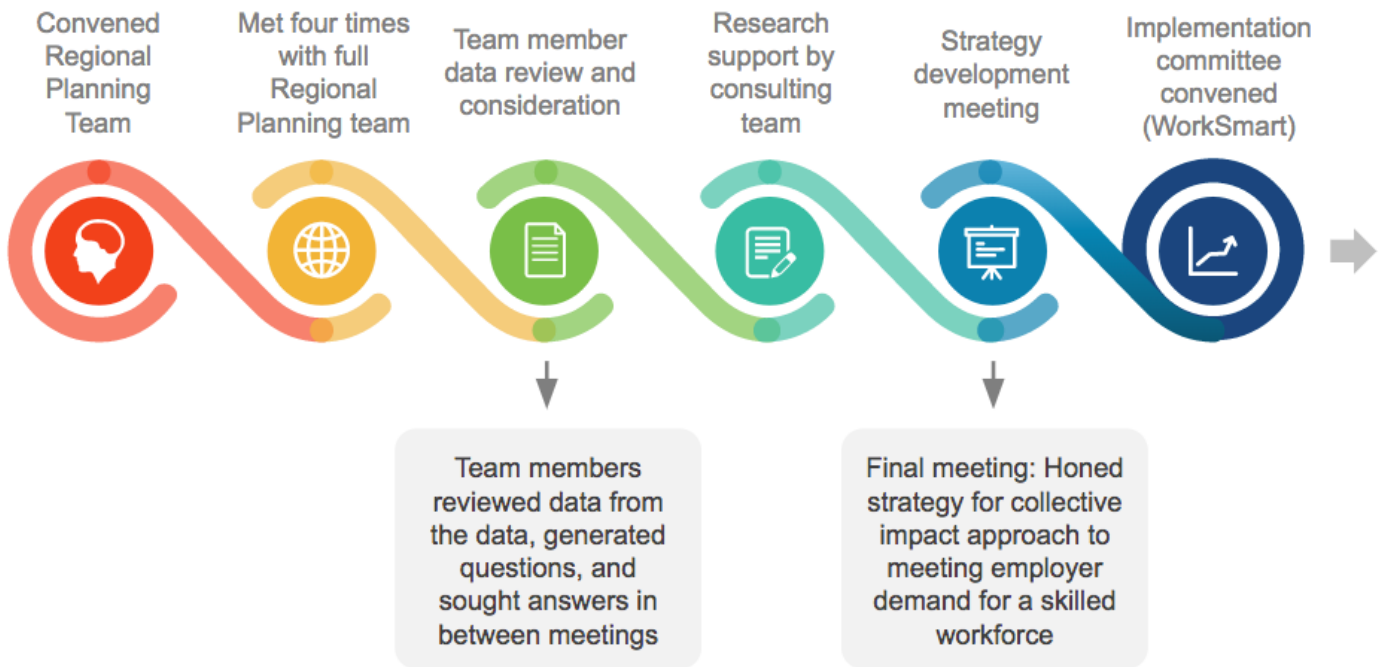 Convened
Regional
Planning
Team
Met four times
with full
Regional
Planning team
Team member
data review and
consideration
Research
support by
consulting
team
Strategy
development
meeting
Implementation
committee
convened
(WorkSmart)
Team members
reviewed data from
the data, generated
questions, and
sought answers in
between meetings
Final meeting: Honed
strategy for collective
impact approach to
meeting employer
demand for a skilled
workforce